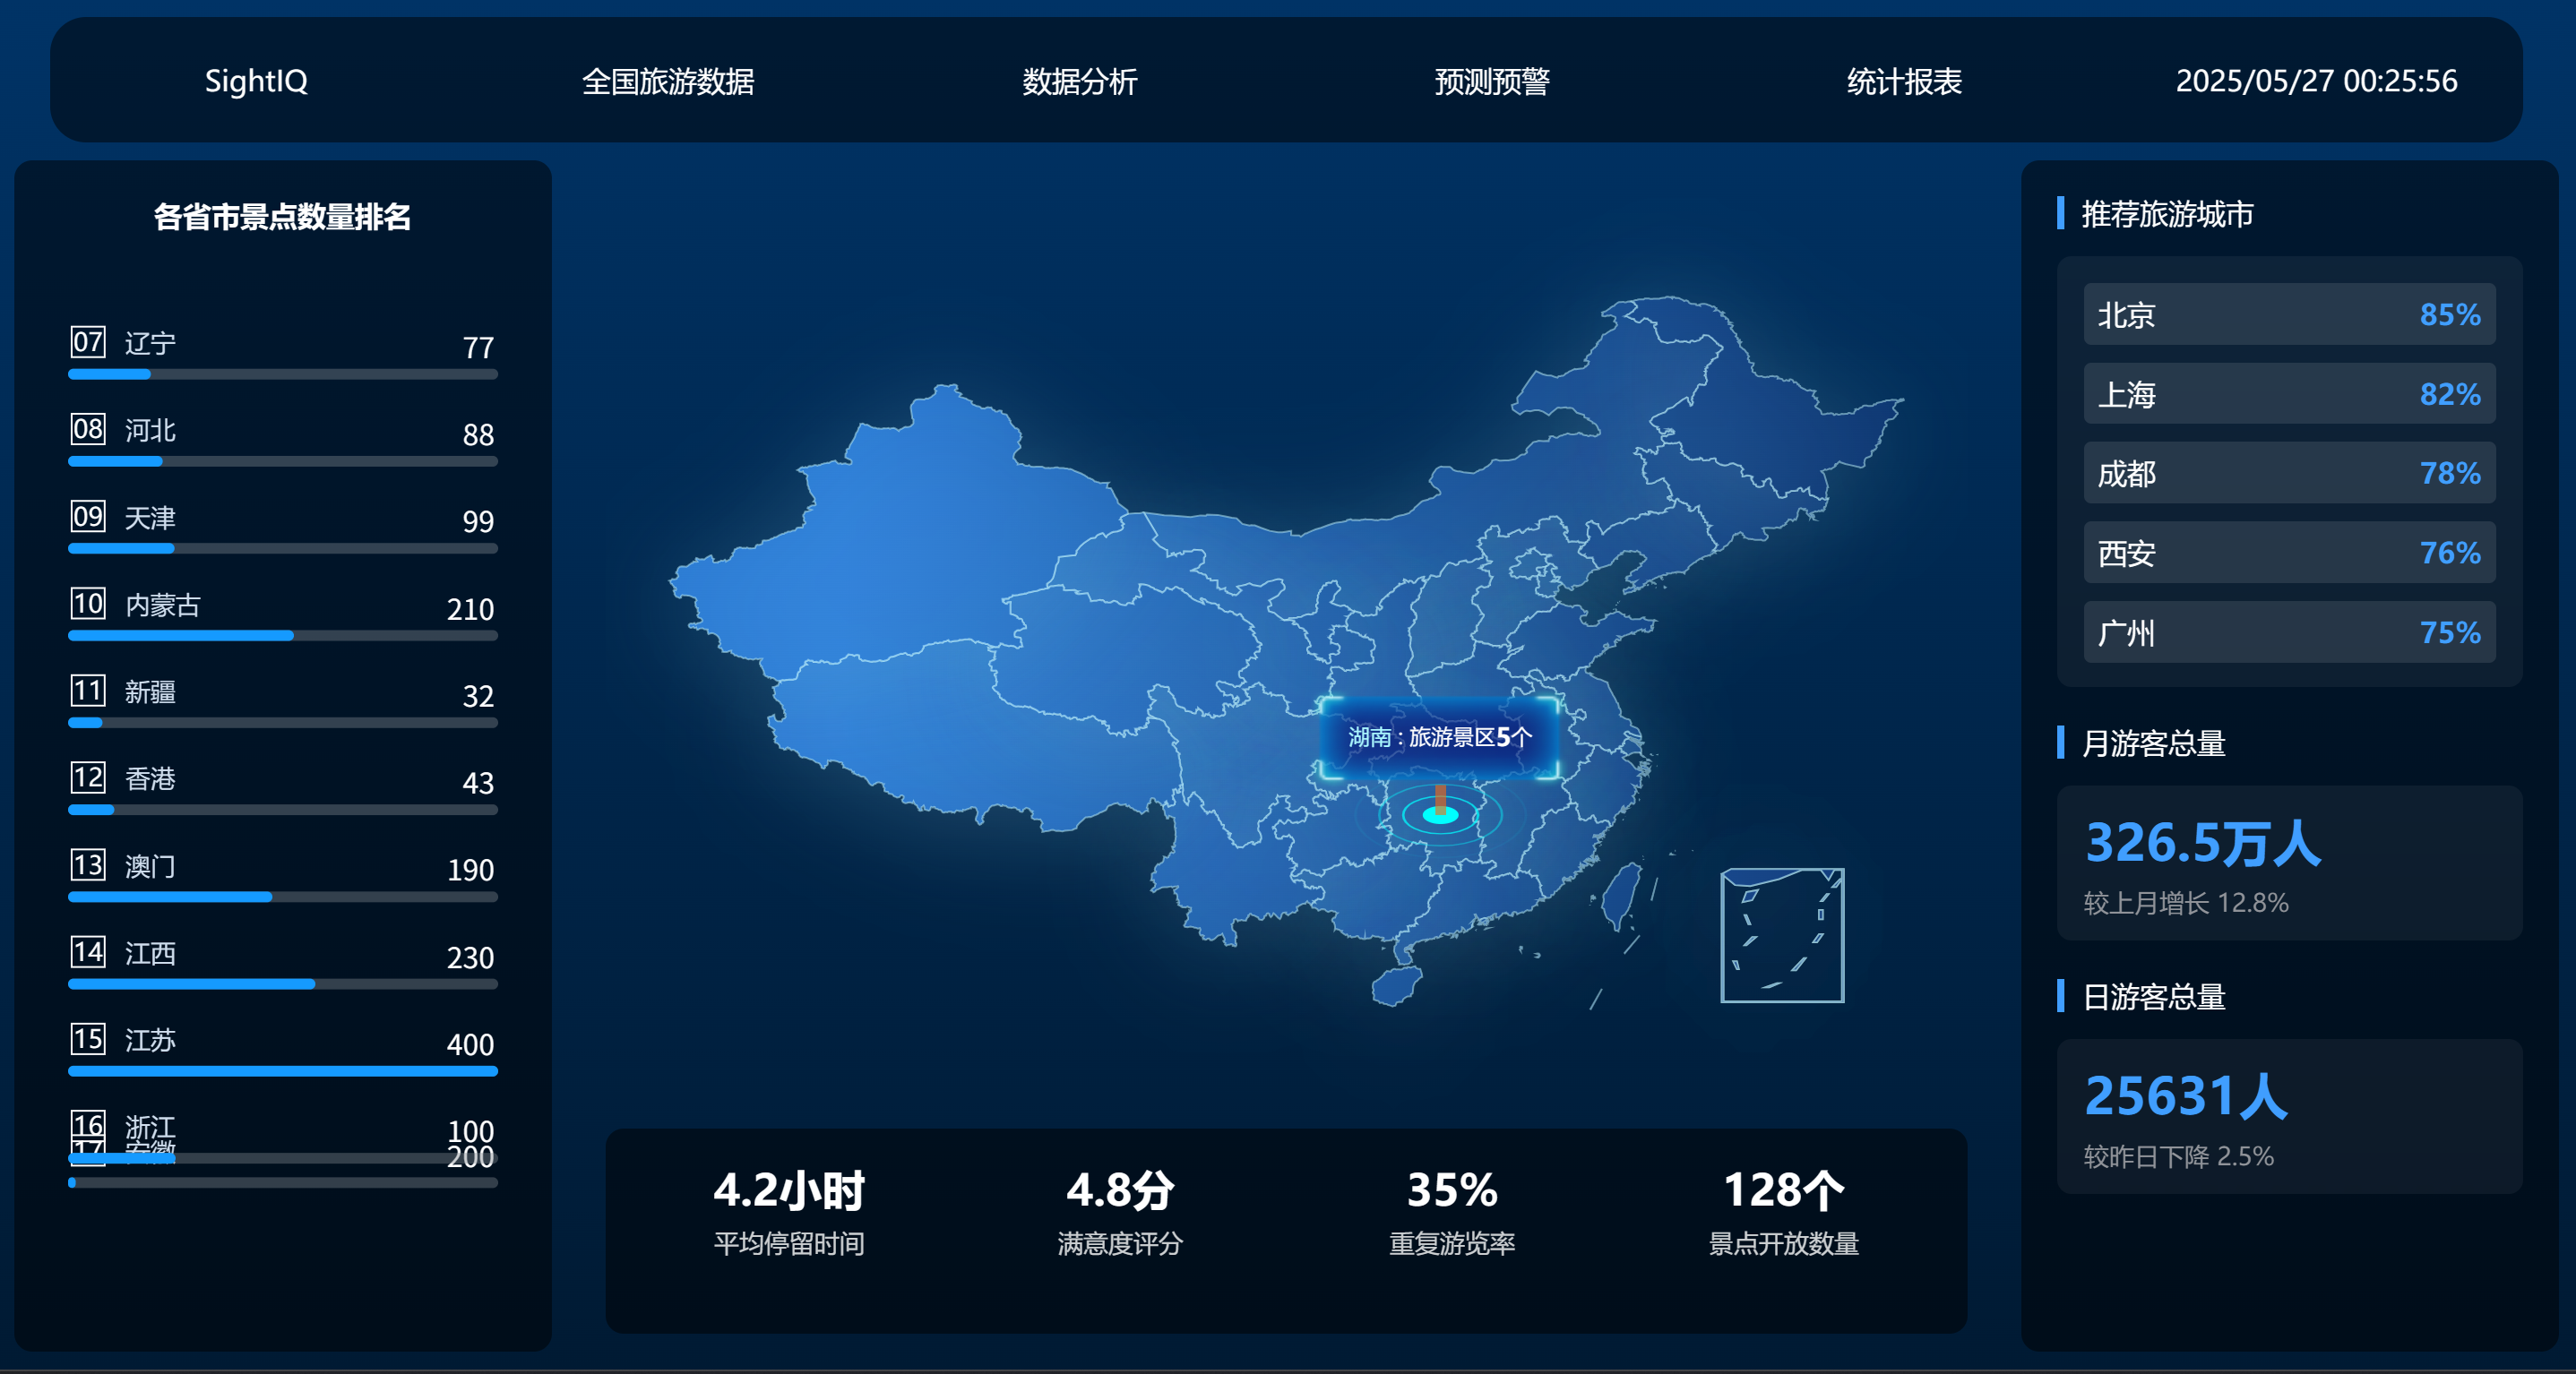 SightIQ 全国旅游数据 数据分析 预测预警 统计报表 2025/05/27 00:25:56
各省市景点数量排名
07 辽宁 77
08 河北 88
09 天津 99
10 内蒙古 210
11 新疆 32
12 香港 43
13 澳门 190
14 江西 230
15 江苏 400
16 浙江 100
17 安徽 200
湖南 : 旅游景区5个
4.2小时
平均停留时间
4.8分
满意度评分
35%
重复游览率
128个
景点开放数量
推荐旅游城市
北京 85%
上海 82%
成都 78%
西安 76%
广州 75%
月游客总量
326.5万人
较上月增长 12.8%
日游客总量
25631人
较昨日下降 2.5%